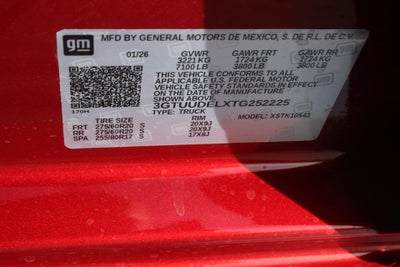 gm MFD BY GENERAL MOTORS DE MEXICO, S. DE R.L. DE C.V.
01/26 GVWR GAWR FRT GAWR RR
3221 KG 1724 KG 1724 KG
7100 LB 3800 LB 3800 LB
THIS VEHICLE CONFORMS TO ALL APPLICABLE
U.S. FEDERAL MOTOR
VEHICLE SAFETY
STANDARDS IN EFFECT ON THE DATE OF MANUFACTURE
SHOWN ABOVE.
3GTUUDELXTG252225
TYPE: TRUCK XSTK10543
TIRE SIZE RIM
FRT 275/60R20 S 20X9J
RR 275/60R20 S 20X9J
SPA 255/80R17 S 17X8J